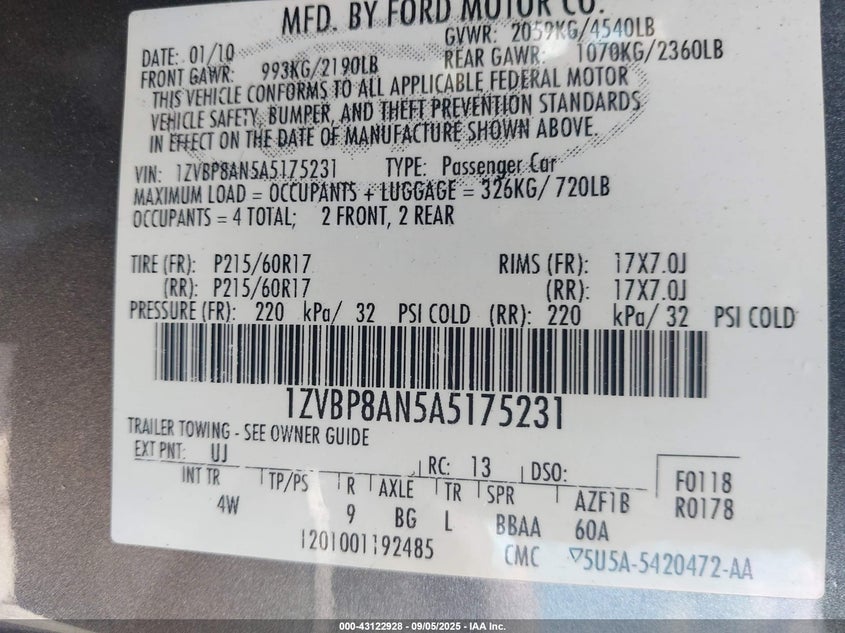 MFD. BY FORD MOTOR CO.
DATE: 01/10 GVWR: 2059KG/4540LB
FRONT GAWR: 993KG/2190LB REAR GAWR: 1070KG/2360LB
THIS VEHICLE CONFORMS TO ALL APPLICABLE FEDERAL MOTOR
VEHICLE SAFETY, BUMPER, AND THEFT PREVENTION STANDARDS
IN EFFECT ON THE DATE OF MANUFACTURE SHOWN ABOVE.
VIN: 1ZVBP8AN5A5175231 TYPE: Passenger Car
MAXIMUM LOAD = OCCUPANTS + LUGGAGE = 326KG/ 720LB
OCCUPANTS = 4 TOTAL; 2 FRONT, 2 REAR
TIRE (FR): P215/60R17 RIMS (FR): 17X7.0J
(RR): P215/60R17 (RR): 17X7.0J
PRESSURE (FR): 220 kPa/ 32 PSI COLD (RR): 220 kPa/ 32 PSI COLD
1ZVBP8AN5A5175231
TRAILER TOWING - SEE OWNER GUIDE
EXT PNT: UJ RC: 13 DSO: F0118
INT TR TP/PS R AXLE TR SPR AZF1B R0178
4W 9 BG L BBAA 60A
1201001192485 CMC 5U5A-5420472-AA
000-43122928 - 09/05/2025 - IAA Inc.